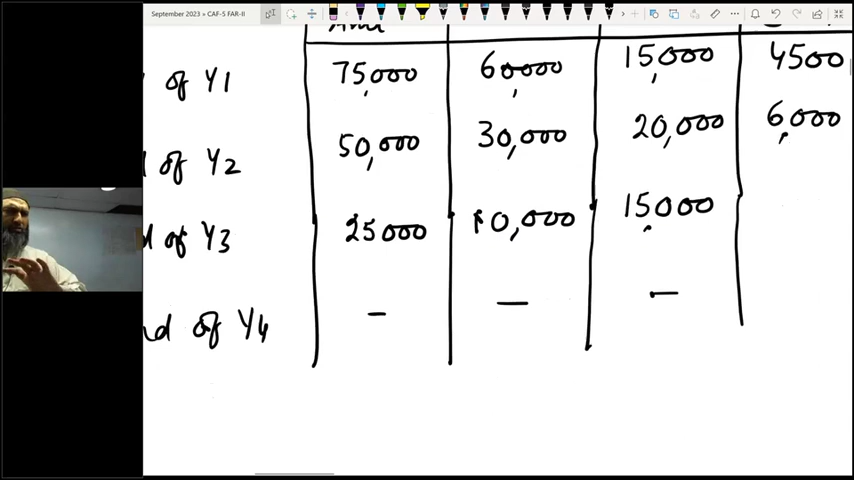 September 2023 » CAF-5 FAR-II
of Y1 75,000 60,000 15,000 4500
of Y2 50,000 30,000 20,000 6,000
of Y3 25000 10,000 15000
nd of Y4 - - -